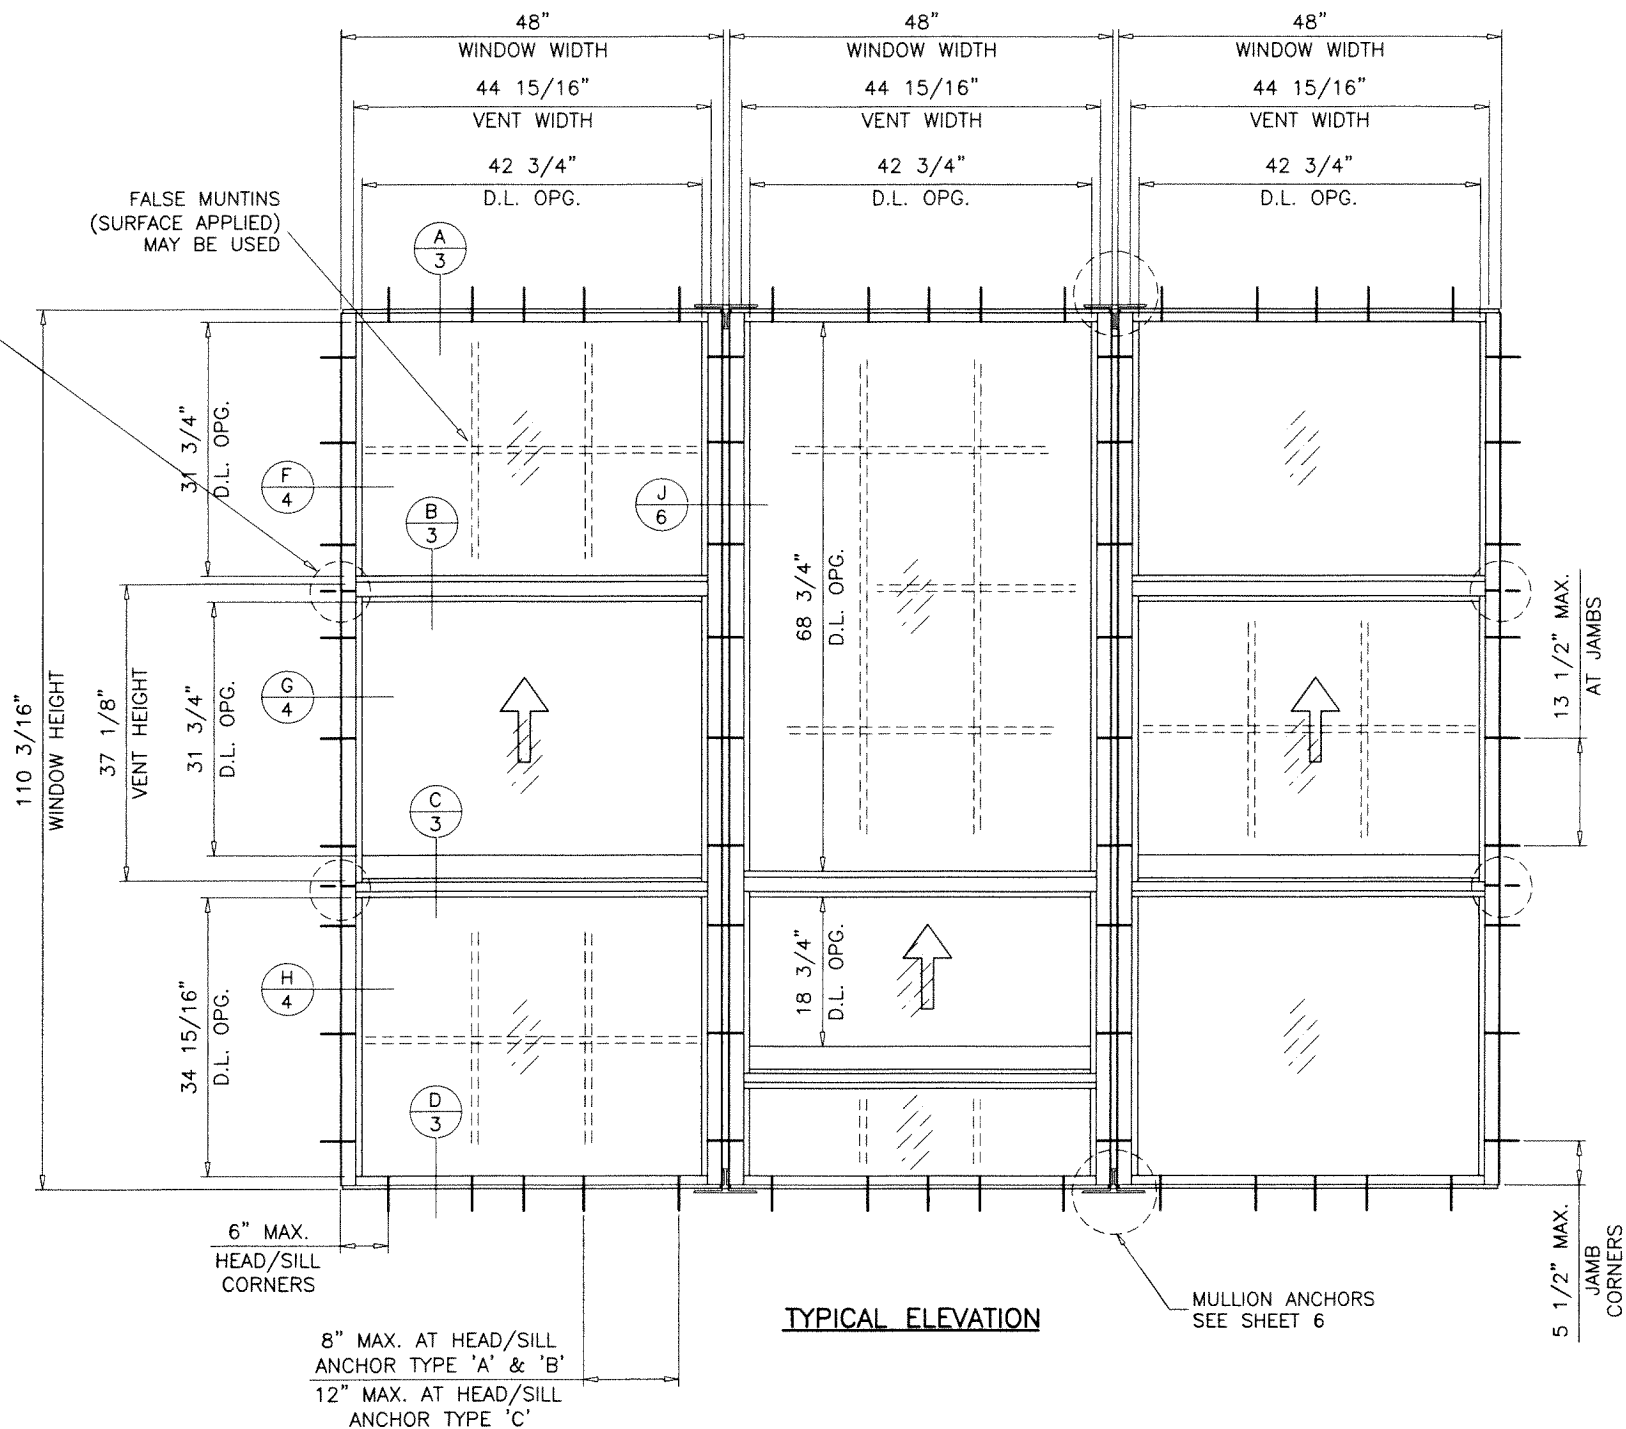 48"
WINDOW WIDTH
44 15/16"
VENT WIDTH
42 3/4"
D.L. OPG.
48"
WINDOW WIDTH
44 15/16"
VENT WIDTH
42 3/4"
D.L. OPG.
48"
WINDOW WIDTH
44 15/16"
VENT WIDTH
42 3/4"
D.L. OPG.
FALSE MUNTINS
(SURFACE APPLIED)
MAY BE USED
A
3
110 3/16"
WINDOW HEIGHT
37 1/8"
VENT HEIGHT
31 3/4"
D.L. OPG.
F
4
B
3
J
6
31 3/4"
D.L. OPG.
G
4
C
3
34 15/16"
D.L. OPG.
H
4
D
3
68 3/4"
D.L. OPG.
18 3/4"
D.L. OPG.
13 1/2" MAX.
AT JAMBS
5 1/2" MAX.
JAMB
CORNERS
6" MAX.
HEAD/SILL
CORNERS
8" MAX. AT HEAD/SILL
ANCHOR TYPE 'A' & 'B'
12" MAX. AT HEAD/SILL
ANCHOR TYPE 'C'
TYPICAL ELEVATION
MULLION ANCHORS
SEE SHEET 6